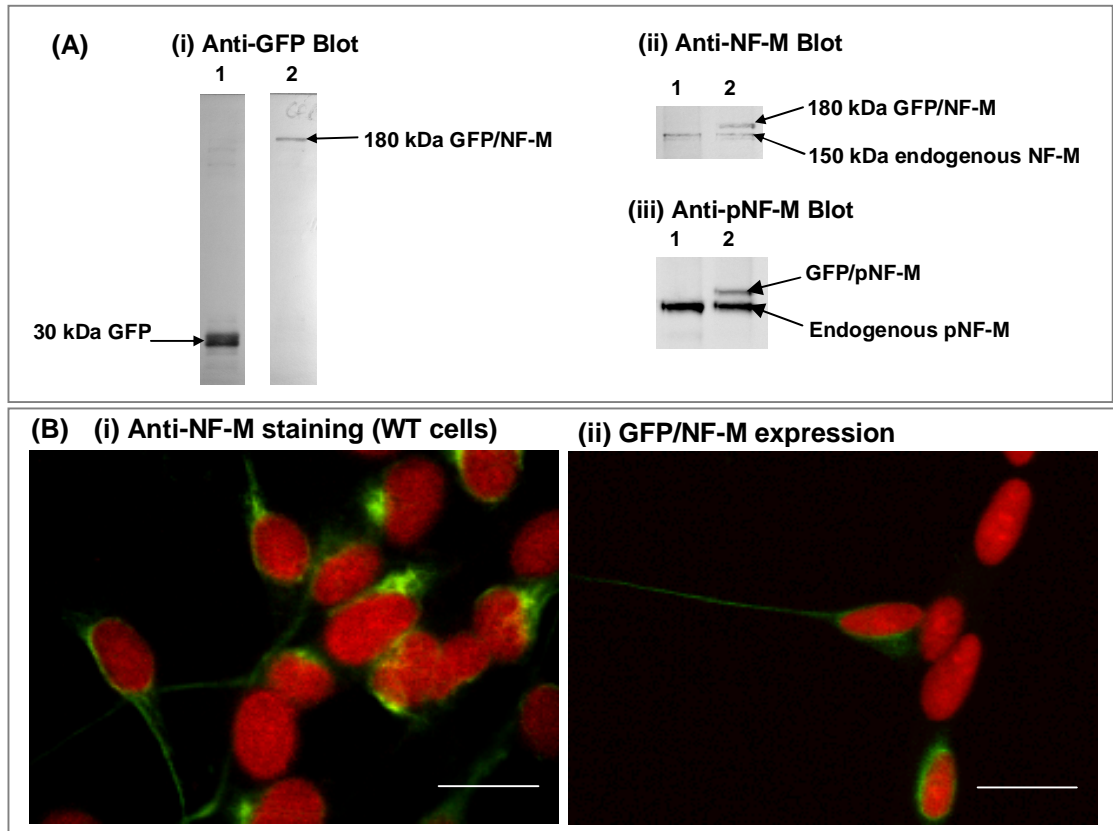 (A)
(i) Anti-GFP Blot
1 2
180 kDa GFP/NF-M
30 kDa GFP
(ii) Anti-NF-M Blot
1 2
180 kDa GFP/NF-M
150 kDa endogenous NF-M
(iii) Anti-pNF-M Blot
1 2
GFP/pNF-M
Endogenous pNF-M
(B) (i) Anti-NF-M staining (WT cells)
(ii) GFP/NF-M expression